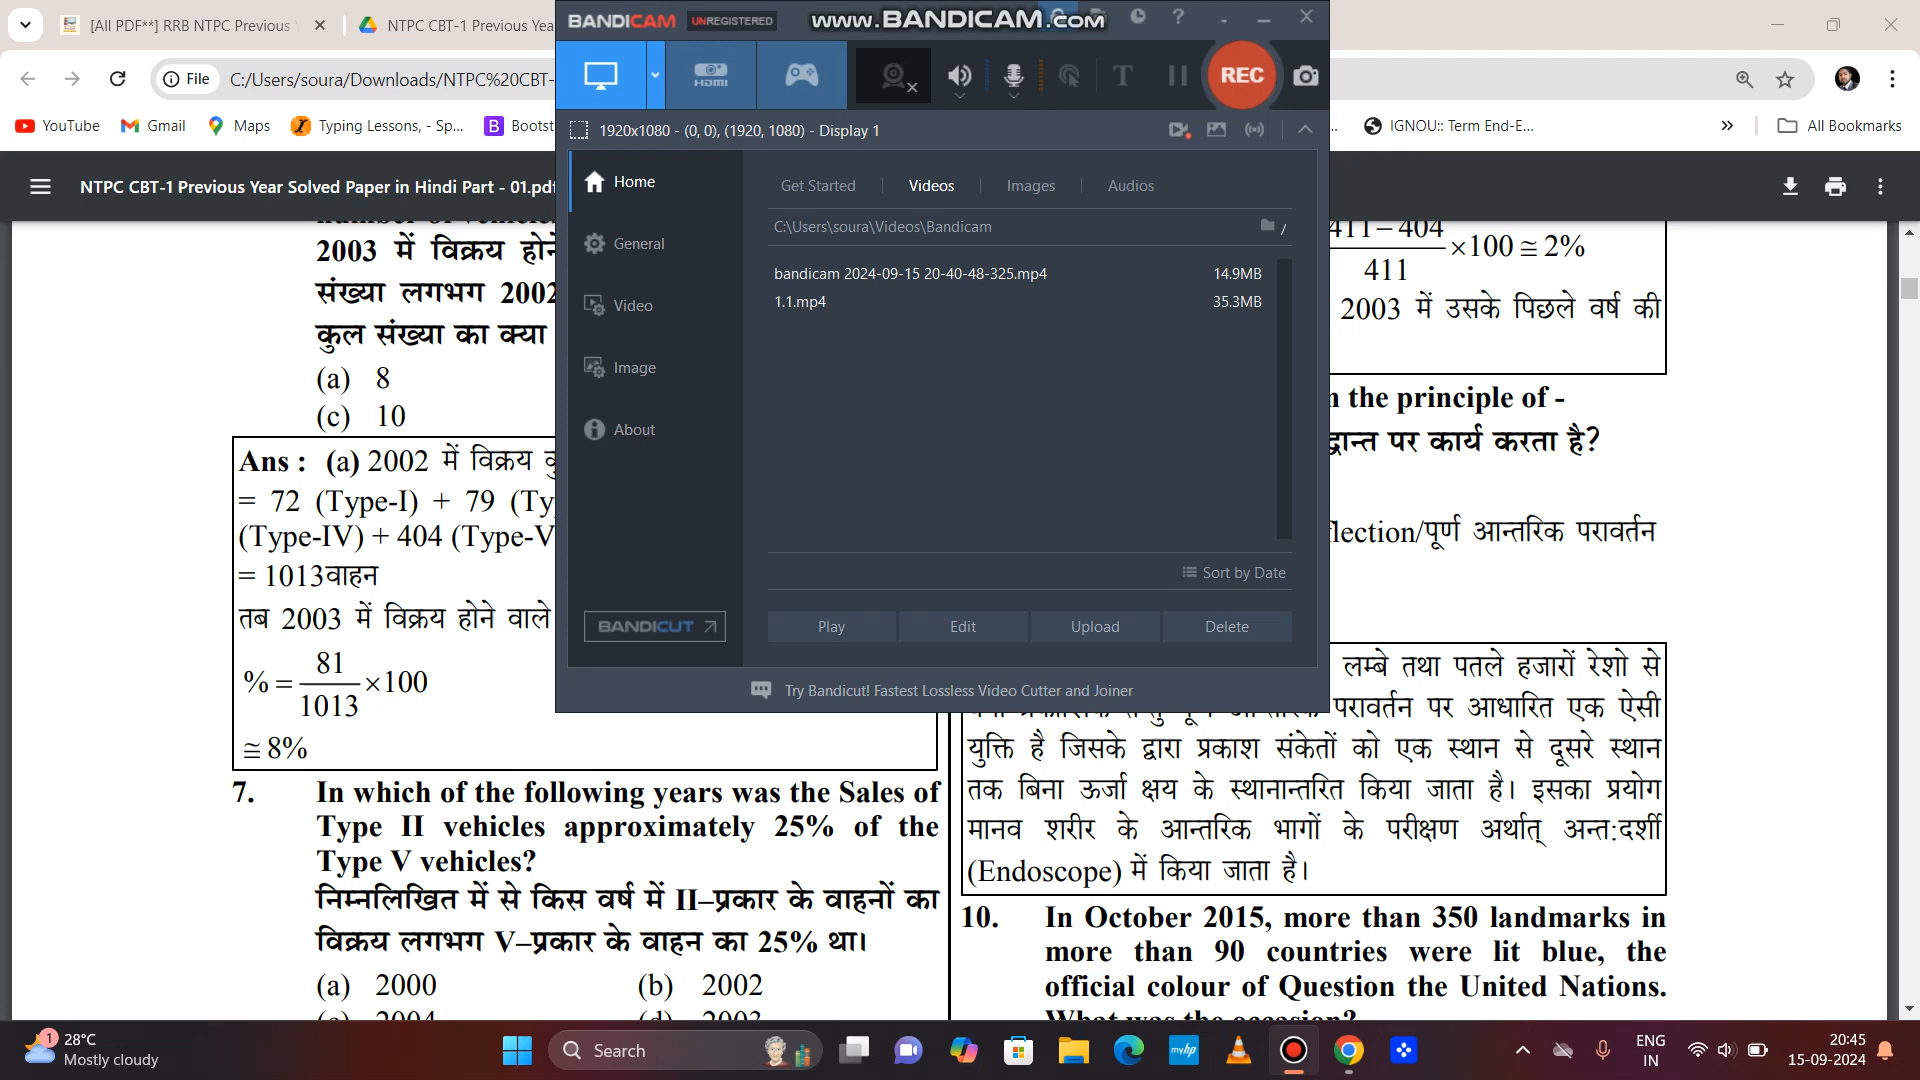 [All PDF**] RRB NTPC Previous
NTPC CBT-1 Previous Yea
BANDICAM UNREGISTERED
www.BANDICAM.com
File
C:/Users/soura/Downloads/NTPC%20CBT-
HDMI
REC
YouTube
Gmail
Maps
Typing Lessons, - Sp...
Bootst
IGNOU:: Term End-E...
All Bookmarks
1920x1080 - (0, 0), (1920, 1080) - Display 1
NTPC CBT-1 Previous Year Solved Paper in Hindi Part - 01.pdf
Home
General
Video
Image
About
BANDICUT
Get Started
Videos
Images
Audios
C:\Users\soura\Videos\Bandicam
bandicam 2024-09-15 20-40-48-325.mp4 14.9MB
1.1.mp4 35.3MB
Sort by Date
Play
Edit
Upload
Delete
Try Bandicut! Fastest Lossless Video Cutter and Joiner
2003 में विक्रय होने
संख्या लगभग 2002
कुल संख्या का क्या
(a) 8
(c) 10
Ans : (a) 2002 में विक्रय
= 72 (Type-I) + 79 (Ty
(Type-IV) + 404 (Type-V
= 1013वाहन
तब 2003 में विक्रय होने वाले
% = 81/1013 ×100
≅ 8%
7. In which of the following years was the Sales of
Type II vehicles approximately 25% of the
Type V vehicles?
निम्नलिखित में से किस वर्ष में II–प्रकार के वाहनों का
विक्रय लगभग V–प्रकार के वाहन का 25% था।
(a) 2000 (b) 2002
411−404/411 ×100 ≅ 2%
2003 में उसके पिछले वर्ष की
the principle of -
पर कार्य करता है?
lection/पूर्ण आन्तरिक परावर्तन
लम्बे तथा पतले हजारों रेशो से
परावर्तन पर आधारित एक ऐसी
युक्ति है जिसके द्वारा प्रकाश संकेतों को एक स्थान से दूसरे स्थान
तक बिना ऊर्जा क्षय के स्थानान्तरित किया जाता है। इसका प्रयोग
मानव शरीर के आन्तरिक भागों के परीक्षण अर्थात् अन्त:दर्शी
(Endoscope) में किया जाता है।
10. In October 2015, more than 350 landmarks in
more than 90 countries were lit blue, the
official colour of Question the United Nations.
What was the occasion?
1
28°C
Mostly cloudy
Search
myhp
ENG
IN
20:45
15-09-2024